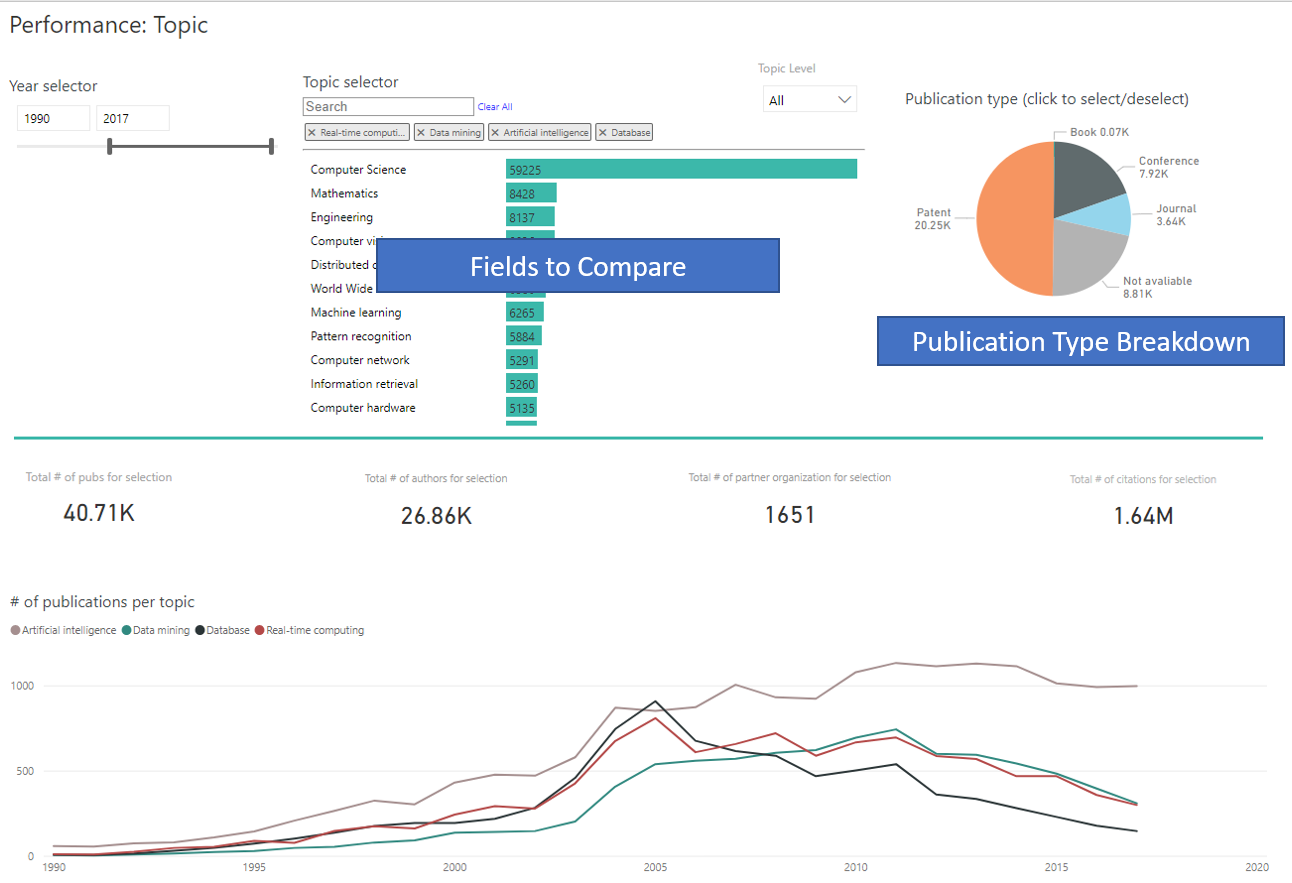 Performance: Topic
Year selector
1990
2017
Topic selector
Search
Clear All
Topic Level
All
Real-time computi...
Data mining
Artificial intelligence
Database
Computer Science
59225
Mathematics
8428
Engineering
8137
Computer
Distributed
World Wide
Fields to Compare
Machine learning
6265
Pattern recognition
5884
Computer network
5291
Information retrieval
5260
Computer hardware
5135
Publication type (click to select/deselect)
Book 0.07K
Conference
7.92K
Journal
3.64K
Patent
20.25K
Not avaliable
8.81K
Publication Type Breakdown
Total # of pubs for selection
40.71K
Total # of authors for selection
26.86K
Total # of partner organization for selection
1651
Total # of citations for selection
1.64M
# of publications per topic
Artificial intelligence Data mining Database Real-time computing
1000
500
0
1990 1995 2000 2005 2010 2015 2020